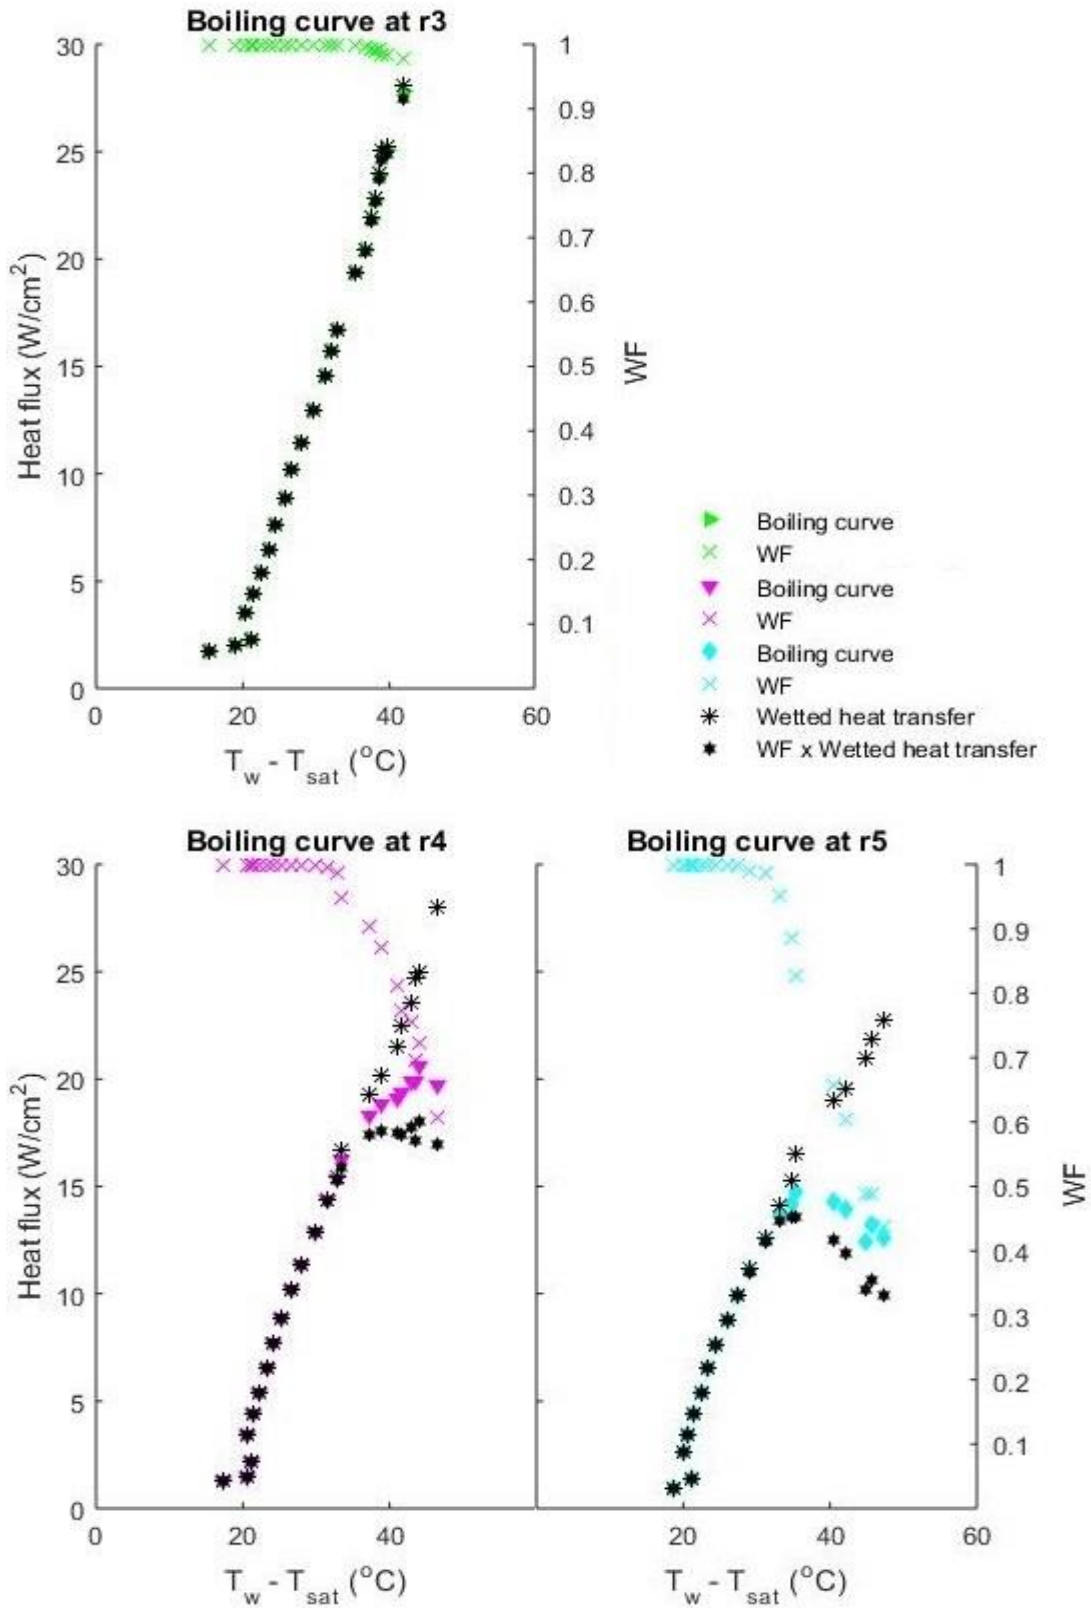 Boiling curve at r3
30
25
20
15
10
5
0
Heat flux (W/cm²)
1
0.9
0.8
0.7
0.6
0.5
0.4
0.3
0.2
0.1
WF
0 20 40 60
T_w - T_sat (°C)
Boiling curve
WF
Boiling curve
WF
Boiling curve
WF
Wetted heat transfer
WF x Wetted heat transfer
Boiling curve at r4
30
25
20
15
10
5
0
Heat flux (W/cm²)
0 20 40
T_w - T_sat (°C)
Boiling curve at r5
1
0.9
0.8
0.7
0.6
0.5
0.4
0.3
0.2
0.1
WF
20 40 60
T_w - T_sat (°C)